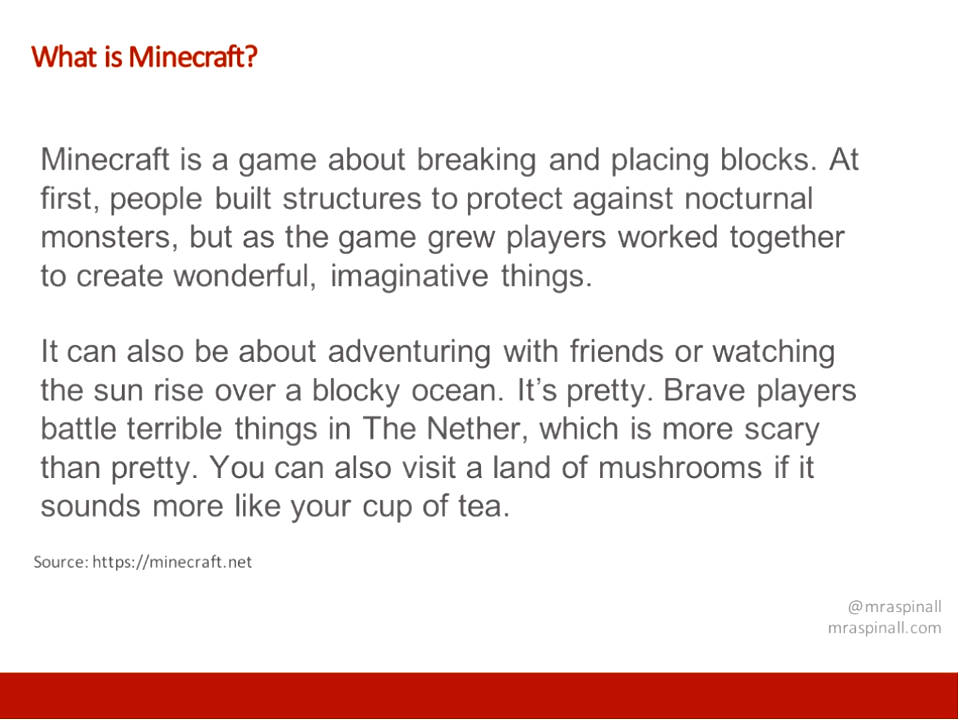 What is Minecraft?
Minecraft is a game about breaking and placing blocks. At
first, people built structures to protect against nocturnal
monsters, but as the game grew players worked together
to create wonderful, imaginative things.
It can also be about adventuring with friends or watching
the sun rise over a blocky ocean. It’s pretty. Brave players
battle terrible things in The Nether, which is more scary
than pretty. You can also visit a land of mushrooms if it
sounds more like your cup of tea.
Source: https://minecraft.net
@mraspinall
mraspinall.com